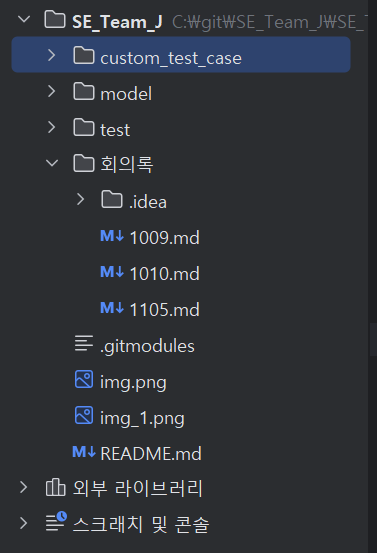 SE_Team_J C:\git\SE_Team_J\SE_T
custom_test_case
model
test
회의록
.idea
M↓ 1009.md
M↓ 1010.md
M↓ 1105.md
.gitmodules
img.png
img_1.png
M↓ README.md
외부 라이브러리
스크래치 및 콘솔